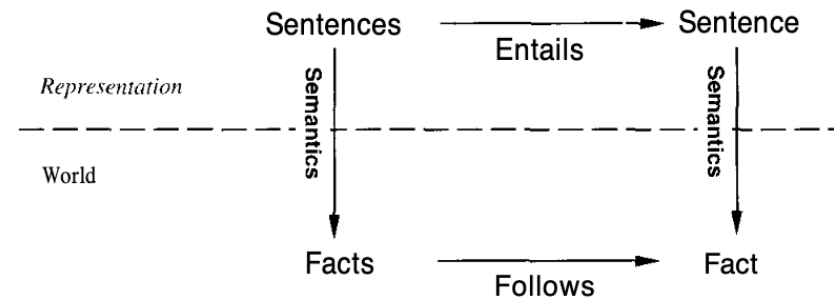 Sentences
Sentence
Entails
Semantics
Semantics
Representation
World
Facts
Fact
Follows